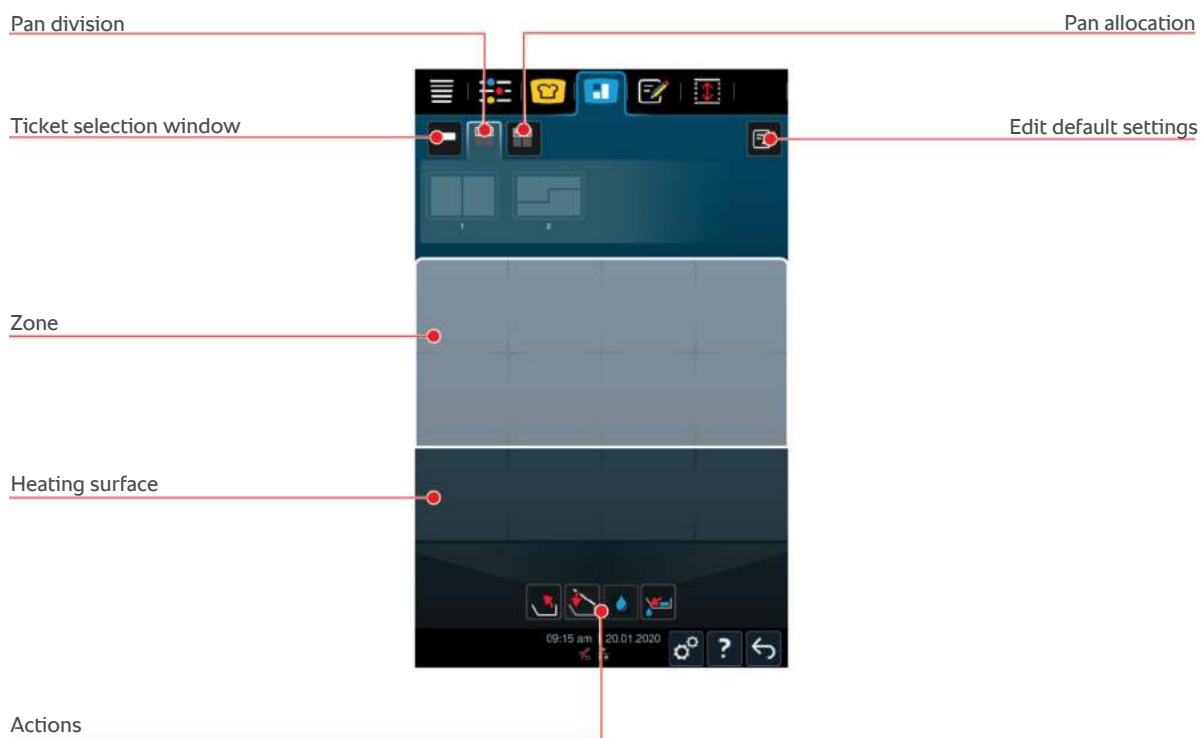 Pan division
Pan allocation
Ticket selection window
Edit default settings
1
2
Zone
Heating surface
09:15 am
20.01.2020
?
Actions